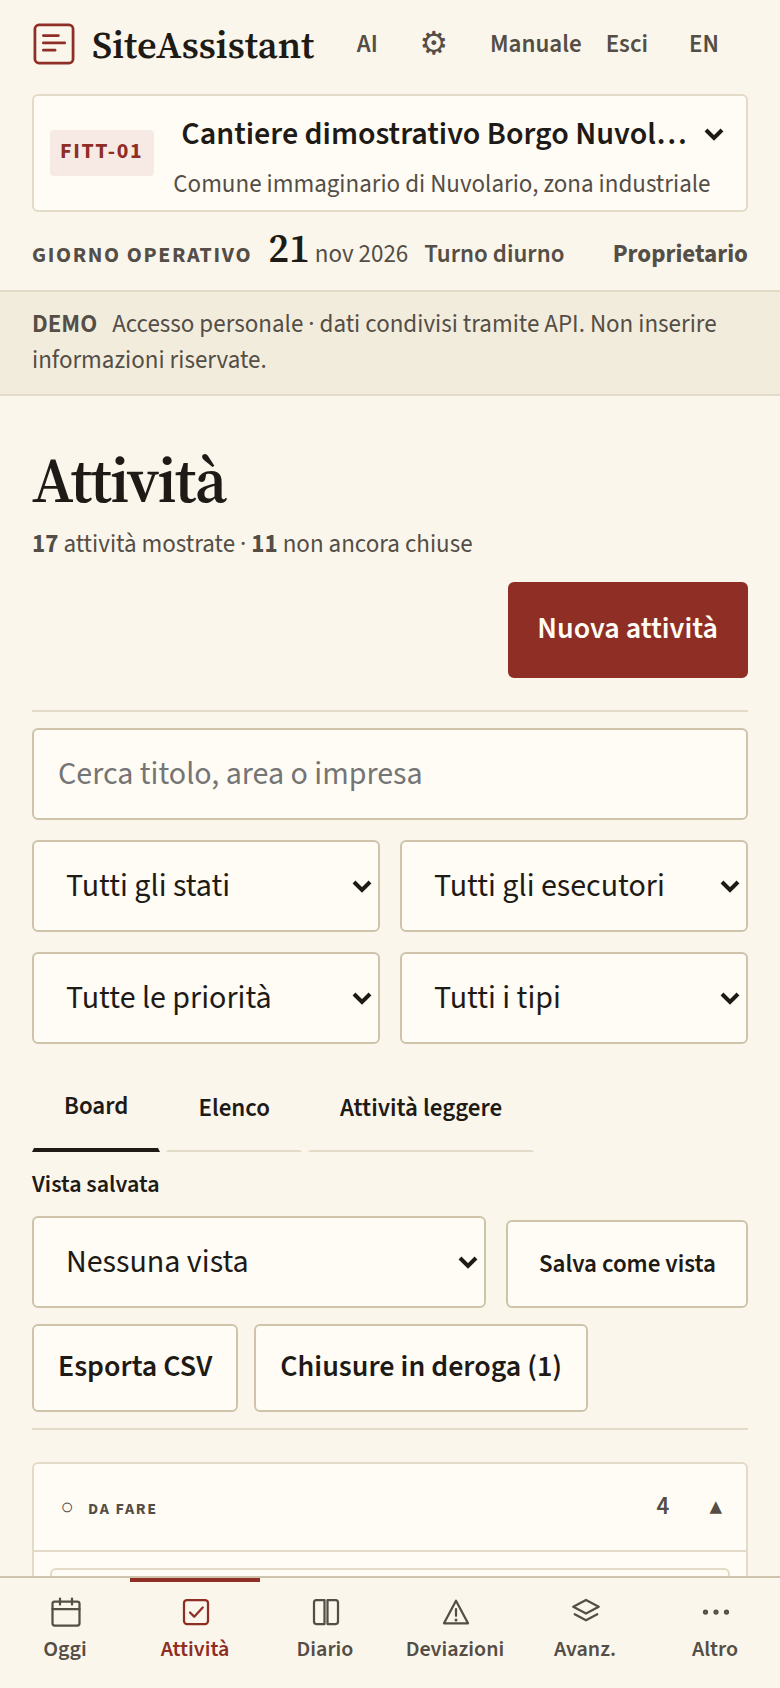 SiteAssistant AI Manuale Esci EN
FITT-01 Cantiere dimostrativo Borgo Nuvol…
Comune immaginario di Nuvolario, zona industriale
GIORNO OPERATIVO 21 nov 2026 Turno diurno Proprietario
DEMO Accesso personale · dati condivisi tramite API. Non inserire
informazioni riservate.
Attività
17 attività mostrate · 11 non ancora chiuse
Nuova attività
Cerca titolo, area o impresa
Tutti gli stati Tutti gli esecutori
Tutte le priorità Tutti i tipi
Board Elenco Attività leggere
Vista salvata
Nessuna vista Salva come vista
Esporta CSV Chiusure in deroga (1)
DA FARE 4
Oggi Attività Diario Deviazioni Avanz. Altro